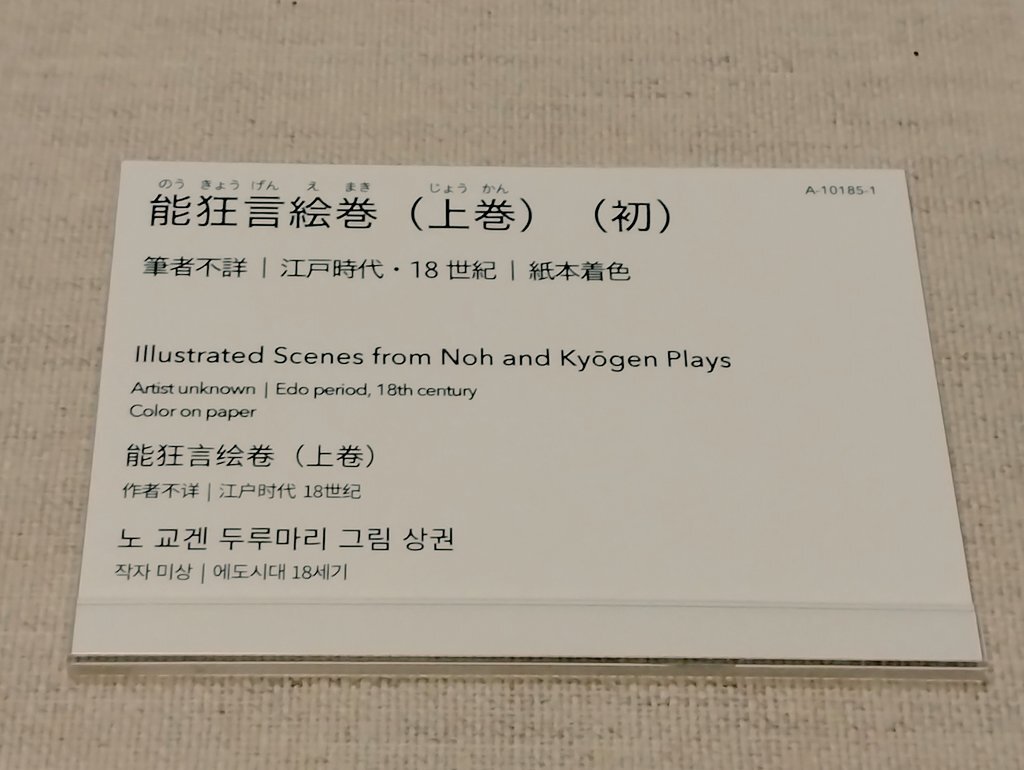 のう きょう げん え まき じょう かん
能狂言絵巻（上巻）（初）
A-10185-1
筆者不詳｜江戸時代・18 世紀｜紙本着色
Illustrated Scenes from Noh and Kyōgen Plays
Artist unknown | Edo period, 18th century
Color on paper
能狂言绘卷（上卷）
作者不详｜江户时代 18世纪
노 교겐 두루마리 그림 상권
작자 미상 | 에도시대 18세기